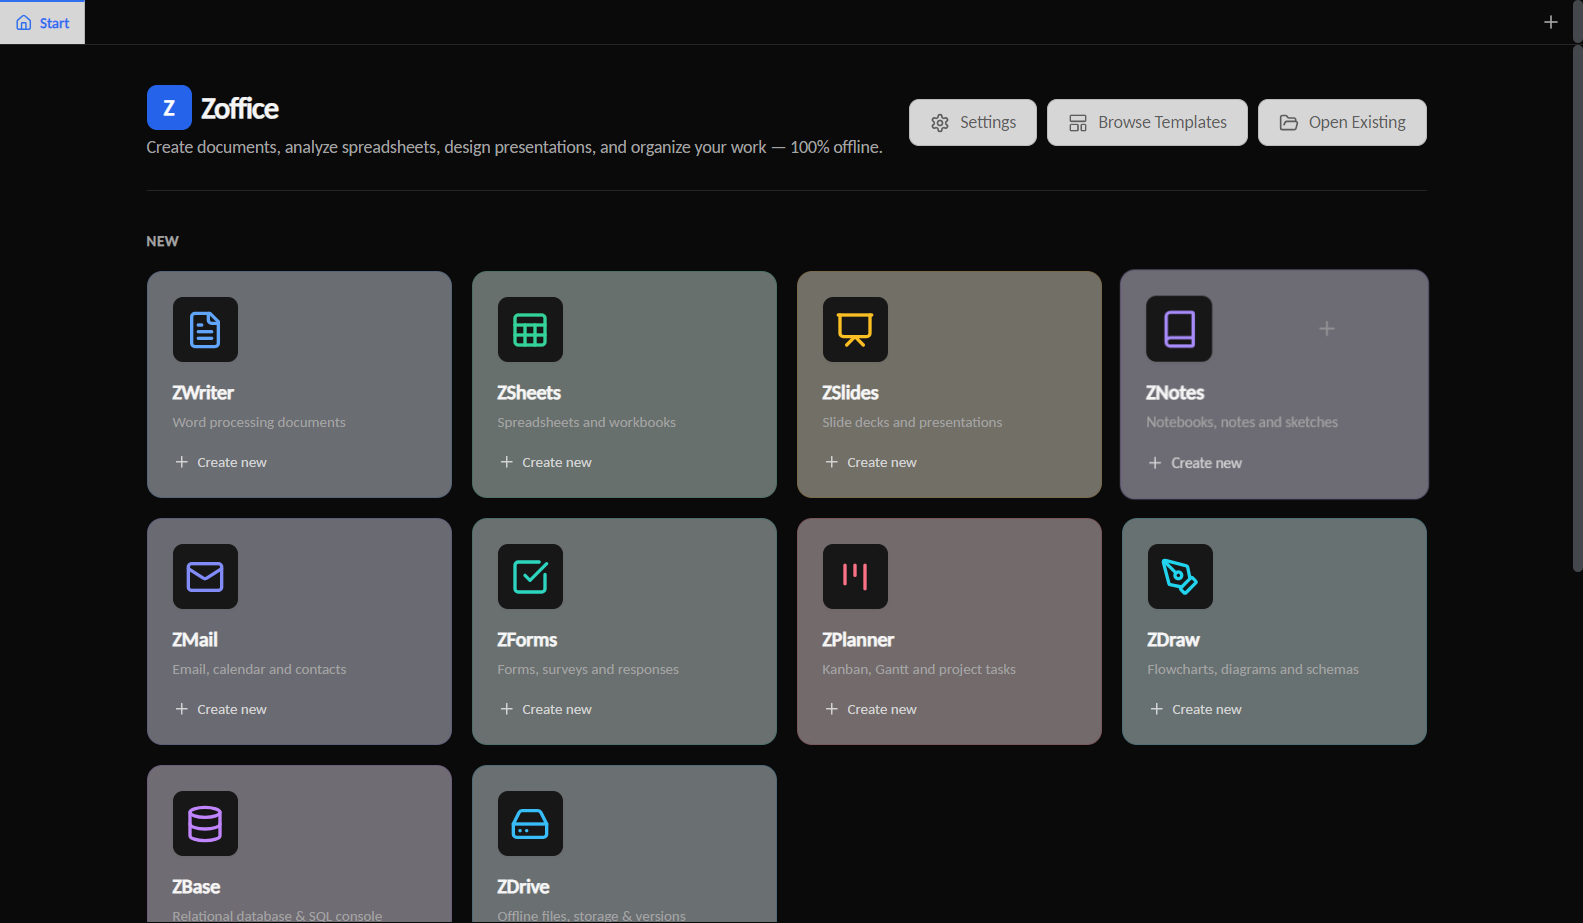 Start
Z Zoffice
Create documents, analyze spreadsheets, design presentations, and organize your work — 100% offline.
Settings
Browse Templates
Open Existing
NEW
ZWriter
Word processing documents
+ Create new
ZSheets
Spreadsheets and workbooks
+ Create new
ZSlides
Slide decks and presentations
+ Create new
ZNotes
Notebooks, notes and sketches
+ Create new
ZMail
Email, calendar and contacts
+ Create new
ZForms
Forms, surveys and responses
+ Create new
ZPlanner
Kanban, Gantt and project tasks
+ Create new
ZDraw
Flowcharts, diagrams and schemas
+ Create new
ZBase
Relational database & SQL console
ZDrive
Offline files, storage & versions